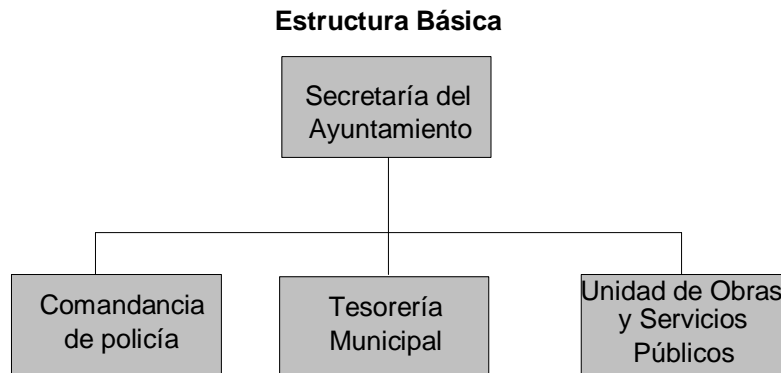 Estructura Básica
Secretaría del
Ayuntamiento
Comandancia
de policía
Tesorería
Municipal
Unidad de Obras
y Servicios
Públicos